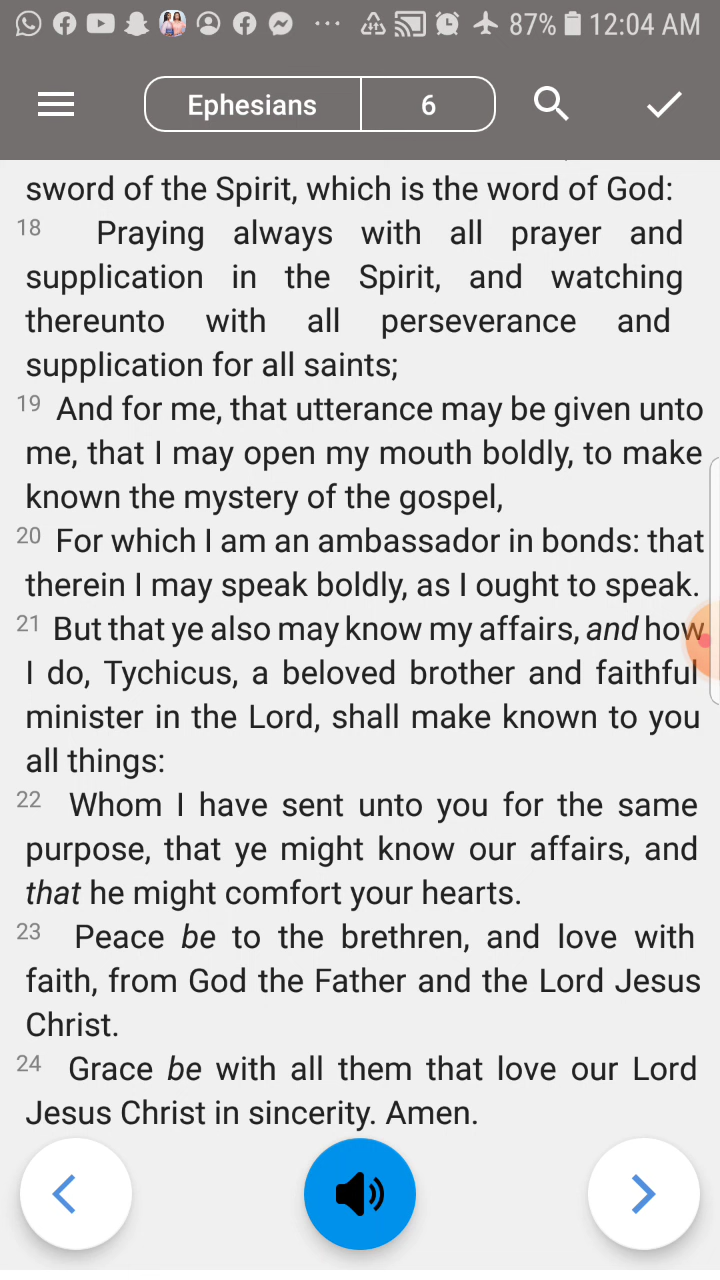 87% 12:04 AM
Ephesians 6
sword of the Spirit, which is the word of God:
18 Praying always with all prayer and
supplication in the Spirit, and watching
thereunto with all perseverance and
supplication for all saints;
19 And for me, that utterance may be given unto
me, that I may open my mouth boldly, to make
known the mystery of the gospel,
20 For which I am an ambassador in bonds: that
therein I may speak boldly, as I ought to speak.
21 But that ye also may know my affairs, and how
I do, Tychicus, a beloved brother and faithful
minister in the Lord, shall make known to you
all things:
22 Whom I have sent unto you for the same
purpose, that ye might know our affairs, and
that he might comfort your hearts.
23 Peace be to the brethren, and love with
faith, from God the Father and the Lord Jesus
Christ.
24 Grace be with all them that love our Lord
Jesus Christ in sincerity. Amen.